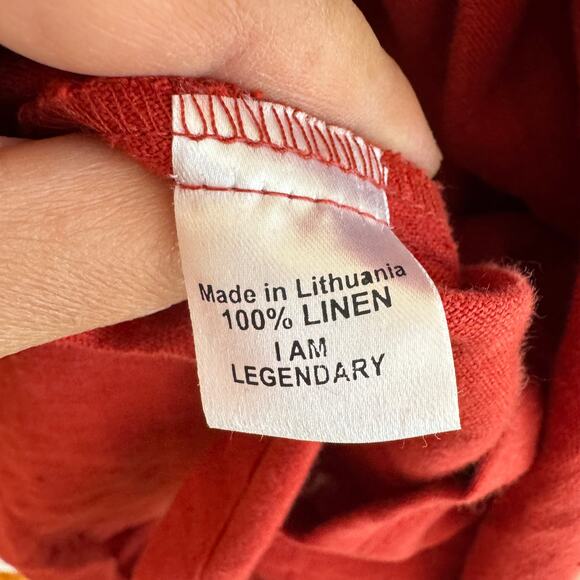 Made in Lithuania
100% LINEN
I AM
LEGENDARY